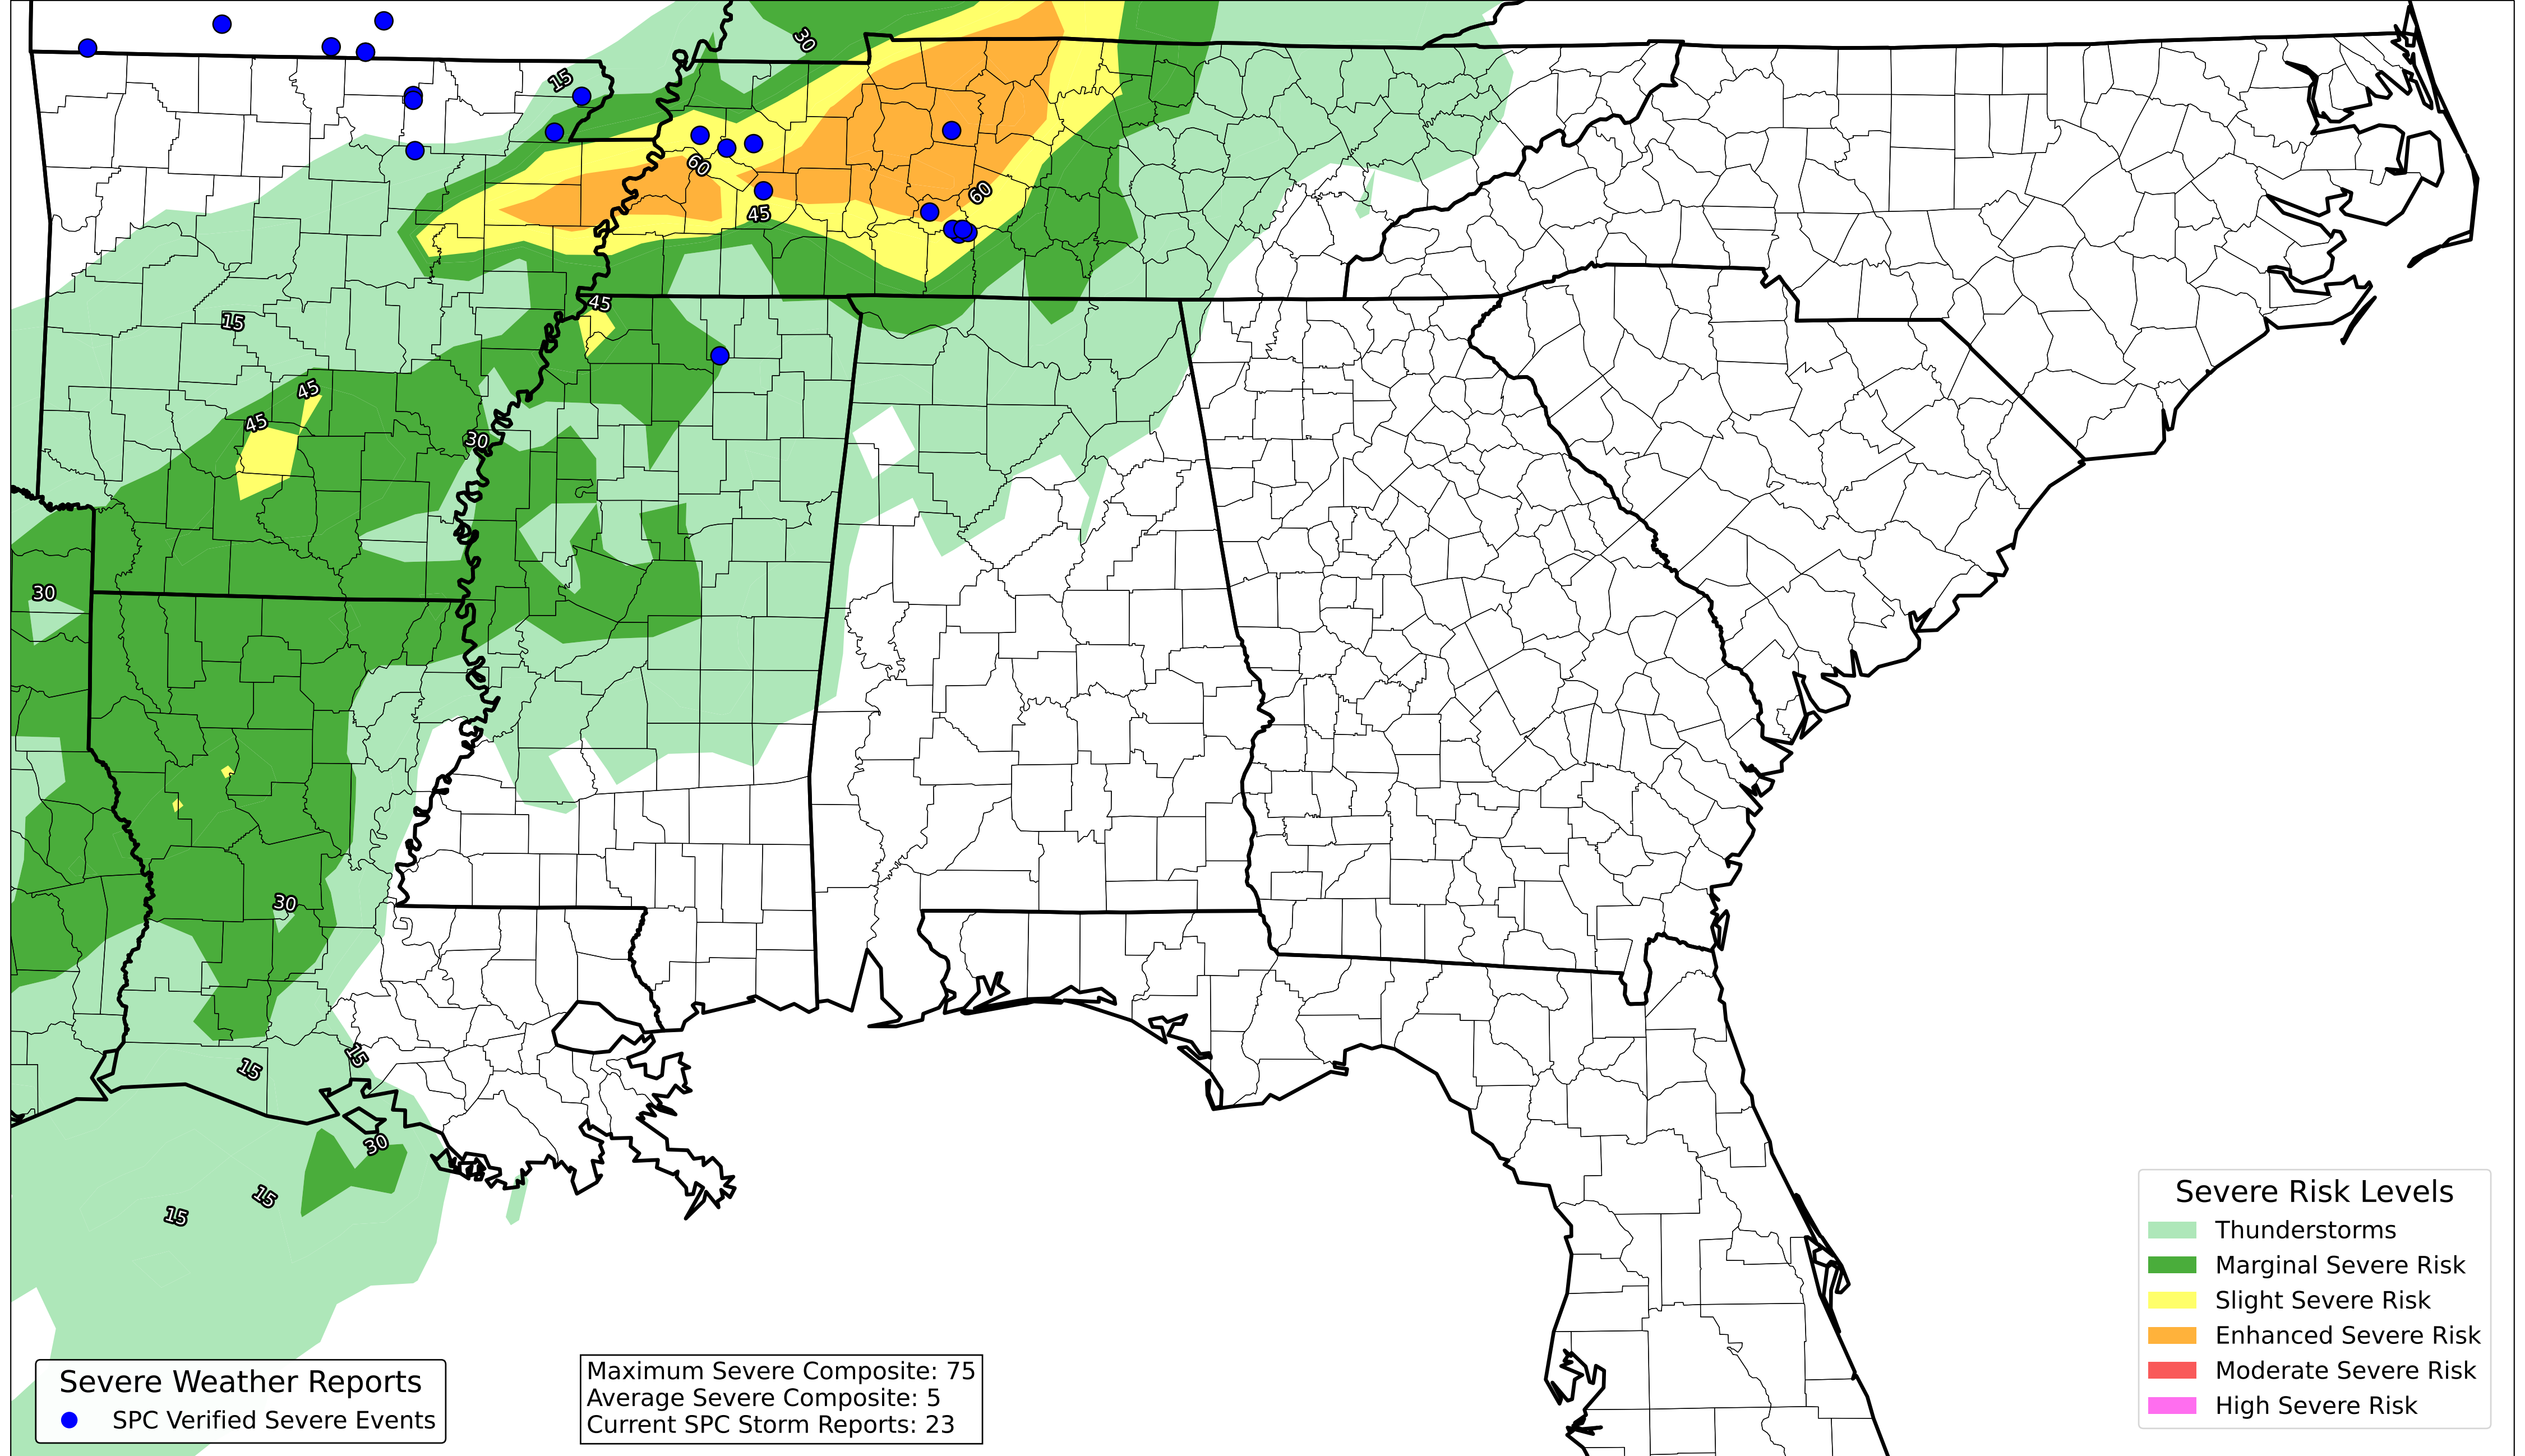 30
15
60
60
45
45
15
45
45
30
30
30
15
15
30
15
15
Severe Risk Levels
Thunderstorms
Marginal Severe Risk
Slight Severe Risk
Enhanced Severe Risk
Moderate Severe Risk
High Severe Risk
Severe Weather Reports
SPC Verified Severe Events
Maximum Severe Composite: 75
Average Severe Composite: 5
Current SPC Storm Reports: 23